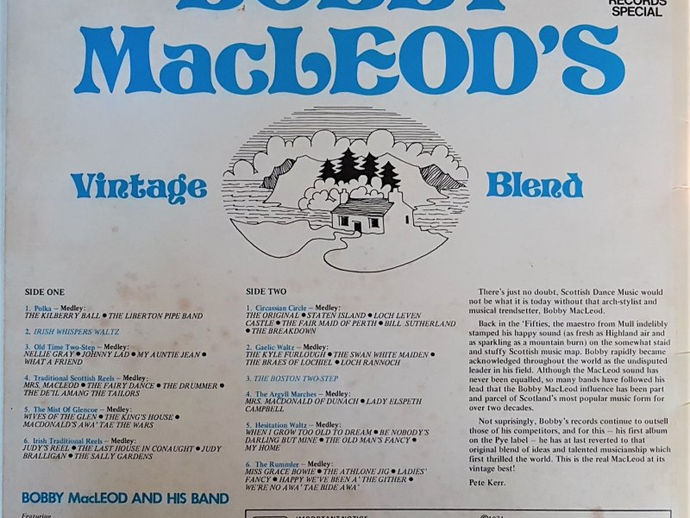 BOBBY
RECORDS
SPECIAL
MacLEOD'S
Vintage Blend
SIDE ONE
1. Polka – Medley:
THE KILBERRY BALL ● THE LIBERTON PIPE BAND
2. IRISH WHISPERS WALTZ
3. Old Time Two-Step – Medley:
NELLIE GRAY ● JOHNNY LAD ● MY AUNTIE JEAN ●
WHAT A FRIEND
4. Traditional Scottish Reels – Medley:
MRS. MACLEOD ● THE FAIRY DANCE ● THE DRUMMER ●
THE DE'IL AMANG THE TAILORS
5. The Mist Of Glencoe – Medley:
WIVES OF THE GLEN ● THE KING'S HOUSE ●
MACDONALD'S AWA' TAE THE WARS
6. Irish Traditional Reels – Medley:
JUDY'S REEL ● THE LAST HOUSE IN CONAUGHT ● JUDY
BRALLIGAN ● THE SALLY GARDENS
BOBBY MacLEOD AND HIS BAND
Featuring
SIDE TWO
1. Circassian Circle – Medley:
THE ORIGINAL ● STATEN ISLAND ● LOCH LEVEN
CASTLE ● THE FAIR MAID OF PERTH ● BILL SUTHERLAND
● THE BREAKDOWN
2. Gaelic Waltz – Medley:
THE KYLE FURLOUGH ● THE SWAN WHITE MAIDEN ●
THE BRAES OF LOCHIEL ● LOCH RANNOCH
3. THE BOSTON TWO-STEP
4. The Argyll Marches – Medley:
MRS. MACDONALD OF DUNACH ● LADY ELSPETH
CAMPBELL
5. Hesitation Waltz – Medley:
WHEN I GROW TOO OLD TO DREAM ● BE NOBODY'S
DARLING BUT MINE ● THE OLD MAN'S FANCY ●
MY HOME
6. The Rummler – Medley:
MISS GRACE BOWIE ● THE ATHLONE JIG ● LADIES'
FANCY ● HAPPY WE'VE BEEN A' THE GITHER ●
WE'RE NO AWA' TAE BIDE AWA'
There's just no doubt, Scottish Dance Music would
not be what it is today without that arch-stylist and
musical trendsetter, Bobby MacLeod.
Back in the 'Fifties, the maestro from Mull indelibly
stamped his happy sound (as fresh as Highland air and
as sparkling as a mountain burn) on the somewhat staid
and stuffy Scottish music map. Bobby rapidly became
acknowledged throughout the world as the undisputed
leader in his field. Although the MacLeod sound has
never been equalled, so many bands have followed his
lead that the Bobby MacLeod influence has been part
and parcel of Scotland's most popular music form for
over two decades.
Not suprisingly, Bobby's records continue to outsell
those of his competitors, and for this – his first album
on the Pye label – he has at last reverted to that
original blend of ideas and talented musicianship which
first thrilled the world. This is the real MacLeod at its
vintage best!
Pete Kerr.
IMPORTANT NOTICE